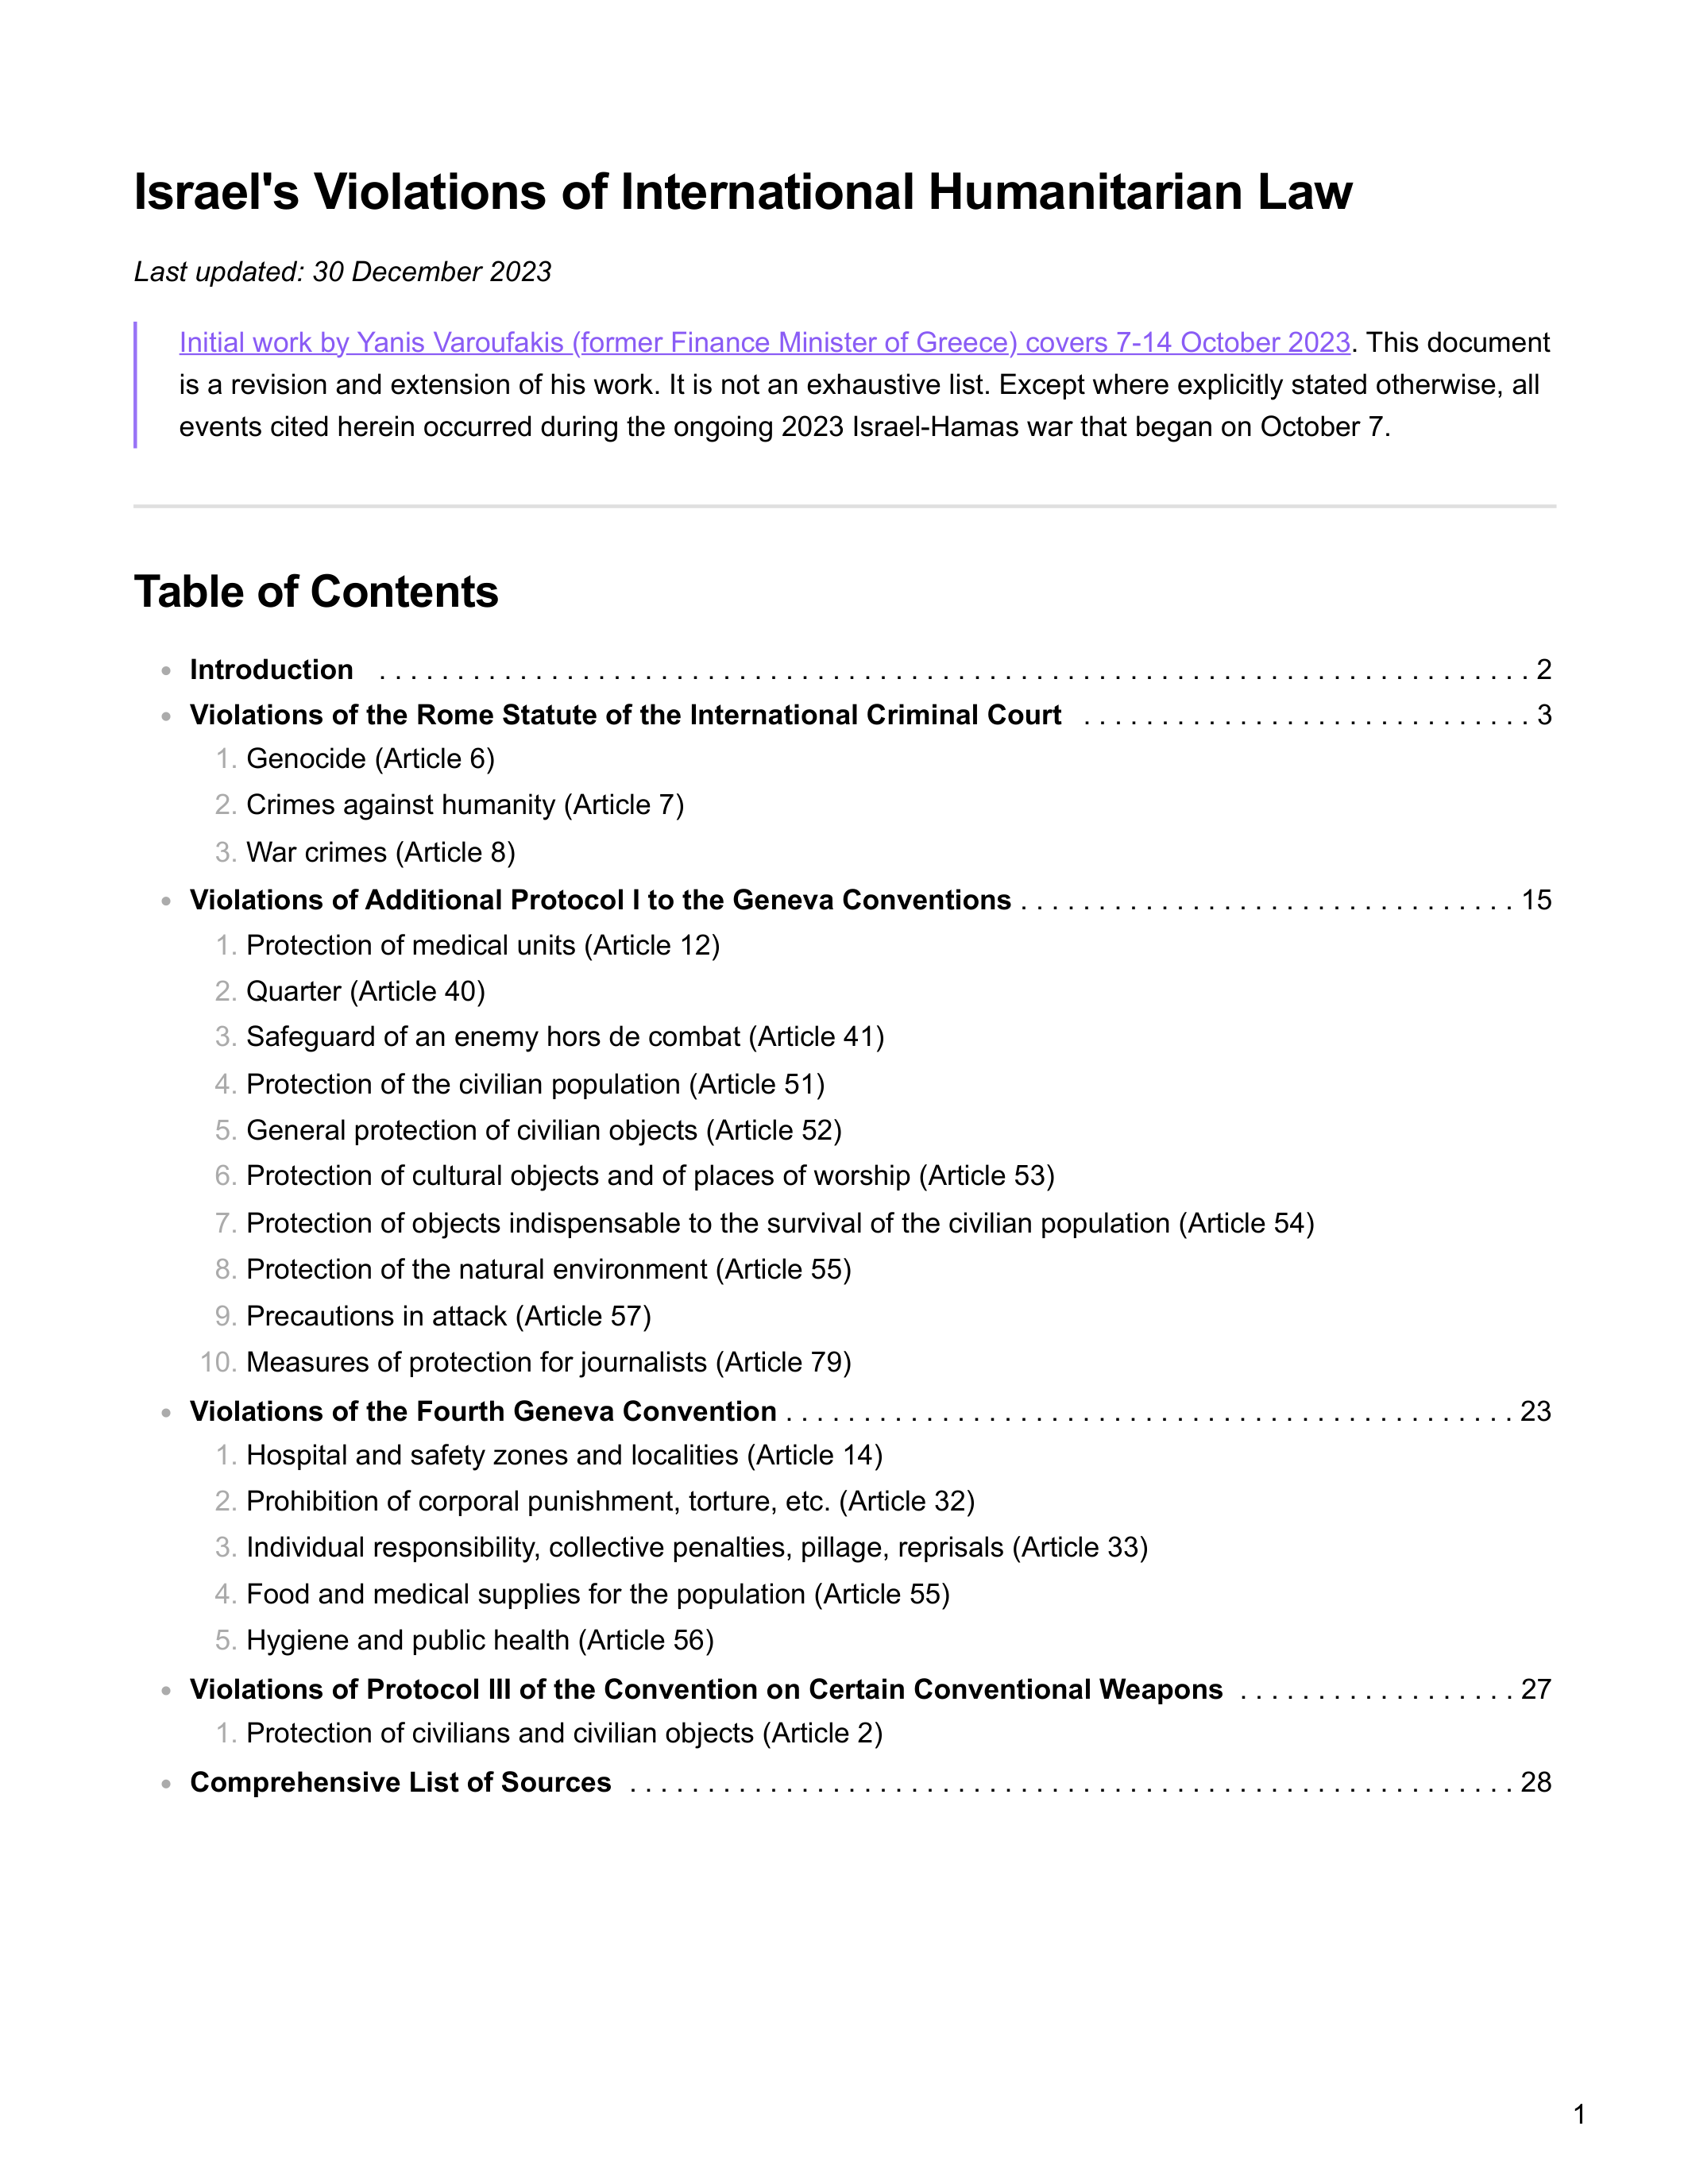 Israel's Violations of International Humanitarian Law
Last updated: 30 December 2023
Initial work by Yanis Varoufakis (former Finance Minister of Greece) covers 7-14 October 2023. This document
is a revision and extension of his work. It is not an exhaustive list. Except where explicitly stated otherwise, all
events cited herein occurred during the ongoing 2023 Israel-Hamas war that began on October 7.
Table of Contents
• Introduction . . . . . . . . . . . . . . . . . . . . . . . . . . . . . . . . . . . . . . . . . . . . . . . . . . . . . . . . . . . . . . . . . . . . . . . . . . 2
• Violations of the Rome Statute of the International Criminal Court . . . . . . . . . . . . . . . . . . . . . . . . . . . . . 3
1. Genocide (Article 6)
2. Crimes against humanity (Article 7)
3. War crimes (Article 8)
• Violations of Additional Protocol I to the Geneva Conventions . . . . . . . . . . . . . . . . . . . . . . . . . . . . . . . . 15
1. Protection of medical units (Article 12)
2. Quarter (Article 40)
3. Safeguard of an enemy hors de combat (Article 41)
4. Protection of the civilian population (Article 51)
5. General protection of civilian objects (Article 52)
6. Protection of cultural objects and of places of worship (Article 53)
7. Protection of objects indispensable to the survival of the civilian population (Article 54)
8. Protection of the natural environment (Article 55)
9. Precautions in attack (Article 57)
10. Measures of protection for journalists (Article 79)
• Violations of the Fourth Geneva Convention . . . . . . . . . . . . . . . . . . . . . . . . . . . . . . . . . . . . . . . . . . . . . . . 23
1. Hospital and safety zones and localities (Article 14)
2. Prohibition of corporal punishment, torture, etc. (Article 32)
3. Individual responsibility, collective penalties, pillage, reprisals (Article 33)
4. Food and medical supplies for the population (Article 55)
5. Hygiene and public health (Article 56)
• Violations of Protocol III of the Convention on Certain Conventional Weapons . . . . . . . . . . . . . . . . . . 27
1. Protection of civilians and civilian objects (Article 2)
• Comprehensive List of Sources . . . . . . . . . . . . . . . . . . . . . . . . . . . . . . . . . . . . . . . . . . . . . . . . . . . . . . . . . 28
1